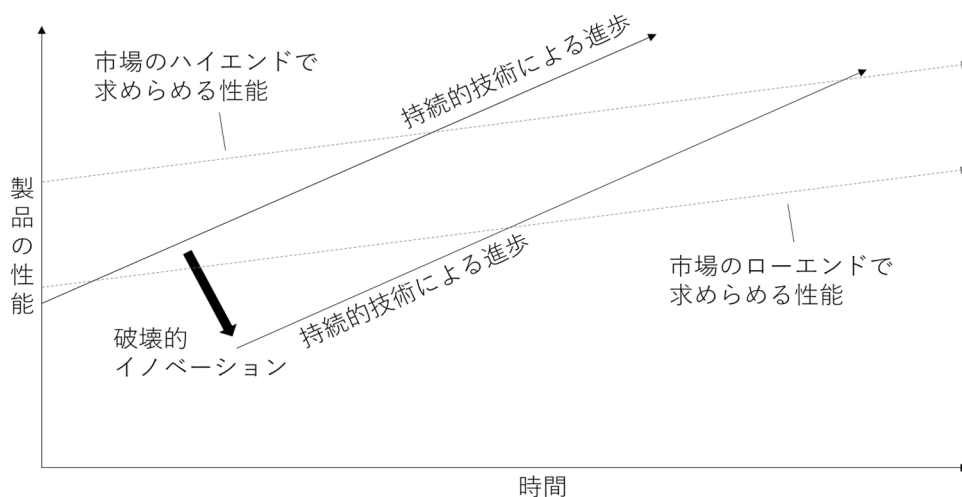 市場のハイエンドで
求めらめる性能
持続的技術による進歩
製品の性能
持続的技術による進歩
市場のローエンドで
求めらめる性能
破壊的
イノベーション
時間